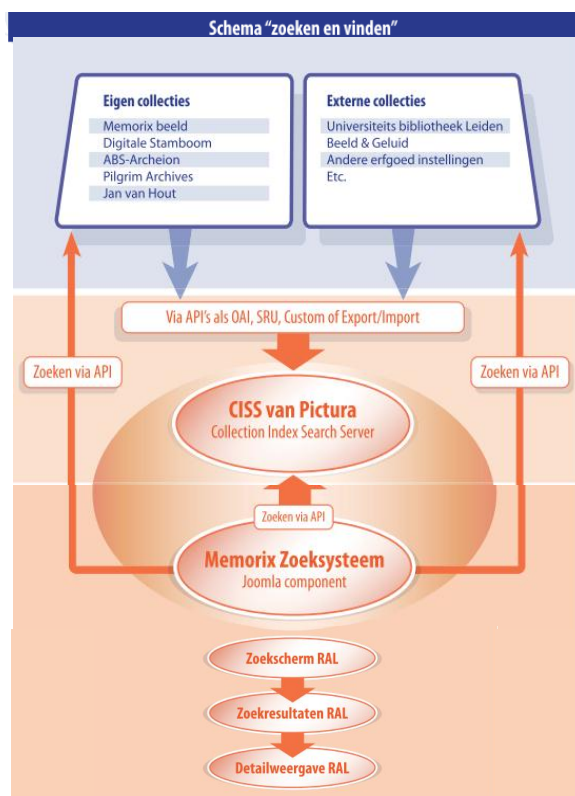 Schema “zoeken en vinden”
Eigen collecties
Memorix beeld
Digitale Stamboom
ABS-Archeion
Pilgrim Archives
Jan van Hout
Externe collecties
Universiteits bibliotheek Leiden
Beeld & Geluid
Andere erfgoed instellingen
Etc.
Via API’s als OAI, SRU, Custom of Export/Import
Zoeken via API
Zoeken via API
CISS van Pictura
Collection Index Search Server
Zoeken via API
Memorix Zoeksysteem
Joomla component
Zoekscherm RAL
Zoekresultaten RAL
Detailweergave RAL